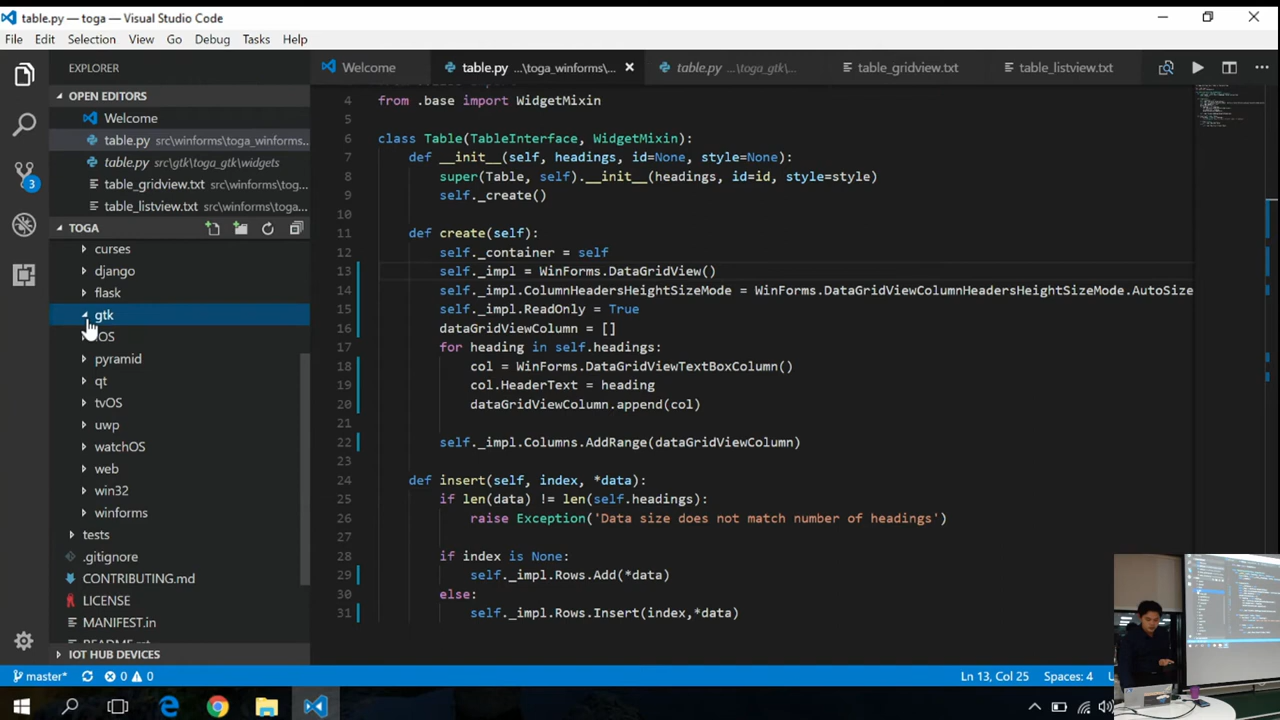 table.py — toga — Visual Studio Code
File Edit Selection View Go Debug Tasks Help
EXPLORER
OPEN EDITORS
Welcome
table.py src\winforms\toga_winforms...
table.py src\gtk\toga_gtk\widgets
table_gridview.txt src\winforms\tog...
table_listview.txt src\winforms\toga...
TOGA
curses
django
flask
gtk
iOS
pyramid
qt
tvOS
uwp
watchOS
web
win32
winforms
tests
.gitignore
CONTRIBUTING.md
LICENSE
MANIFEST.in
IOT HUB DEVICES
3
Welcome table.py ...\toga_winforms\... table.py ...\toga_gtk\... table_gridview.txt table_listview.txt
4 from .base import WidgetMixin
5
6 class Table(TableInterface, WidgetMixin):
7 def __init__(self, headings, id=None, style=None):
8 super(Table, self).__init__(headings, id=id, style=style)
9 self._create()
10
11 def create(self):
12 self._container = self
13 self._impl = WinForms.DataGridView()
14 self._impl.ColumnHeadersHeightSizeMode = WinForms.DataGridViewColumnHeadersHeightSizeMode.AutoSize
15 self._impl.ReadOnly = True
16 dataGridViewColumn = []
17 for heading in self.headings:
18 col = WinForms.DataGridViewTextBoxColumn()
19 col.HeaderText = heading
20 dataGridViewColumn.append(col)
21
22 self._impl.Columns.AddRange(dataGridViewColumn)
23
24 def insert(self, index, *data):
25 if len(data) != len(self.headings):
26 raise Exception('Data size does not match number of headings')
27
28 if index is None:
29 self._impl.Rows.Add(*data)
30 else:
31 self._impl.Rows.Insert(index,*data)
master* 0 0 Ln 13, Col 25 Spaces: 4